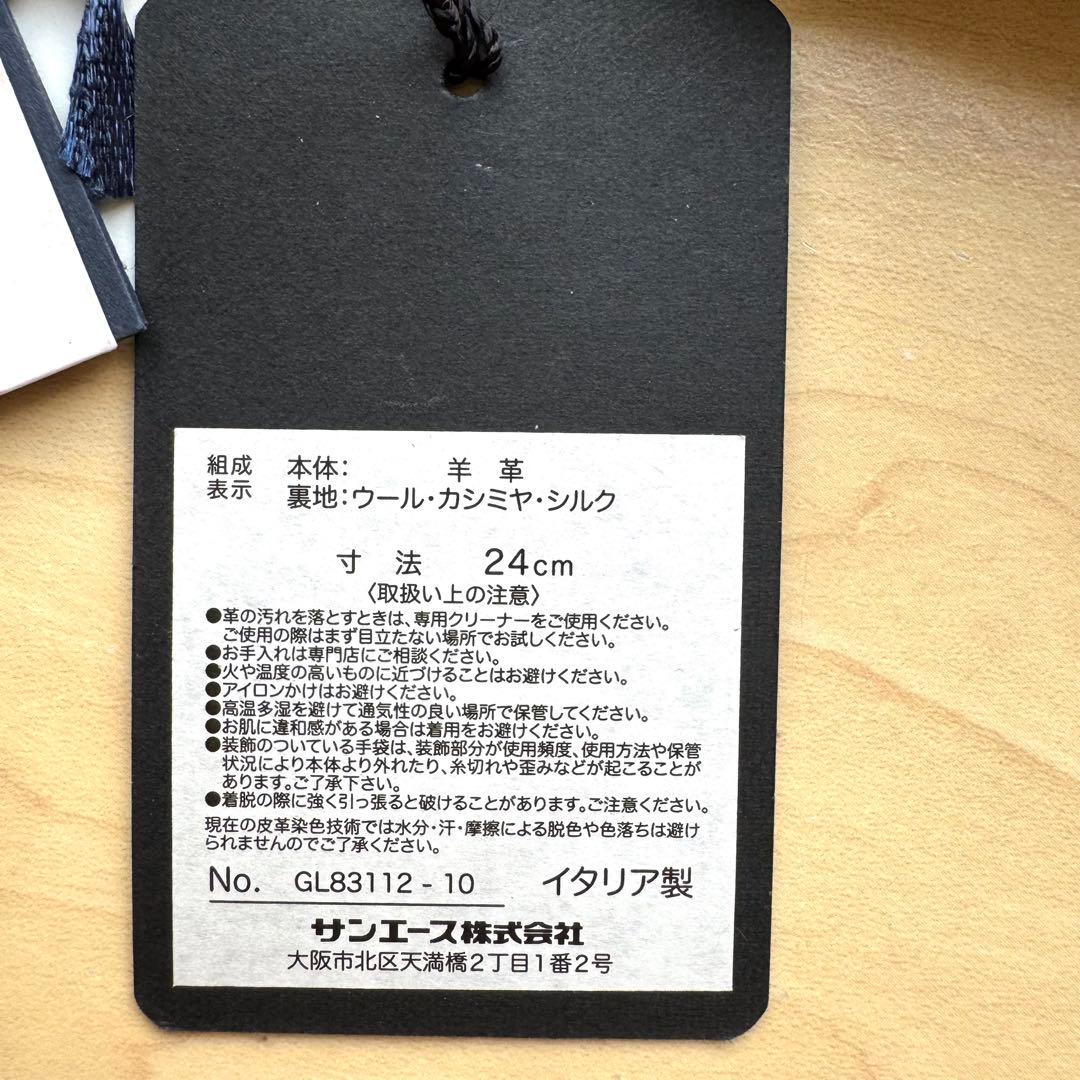 組成
表示
本体： 羊 革
裏地：ウール・カシミヤ・シルク
寸 法 24cm
〈取扱い上の注意〉
●革の汚れを落とすときは、専用クリーナーをご使用ください。
ご使用の際はまず目立たない場所でお試しください。
●お手入れは専門店にご相談ください。
●火や温度の高いものに近づけることはお避けください。
●アイロンかけはお避けください。
●高温多湿を避けて通気性の良い場所で保管してください。
●お肌に違和感がある場合は着用をお避けください。
●装飾のついている手袋は、装飾部分が使用頻度、使用方法や保管
状況により本体より外れたり、糸切れや歪みなどが起こることが
あります。ご了承下さい。
●着脱の際に強く引っ張ると破けることがあります。ご注意ください。
現在の皮革染色技術では水分・汗・摩擦による脱色や色落ちは避け
られませんのでご了承ください。
No. GL83112 - 10 イタリア製
サンエース株式会社
大阪市北区天満橋2丁目1番2号